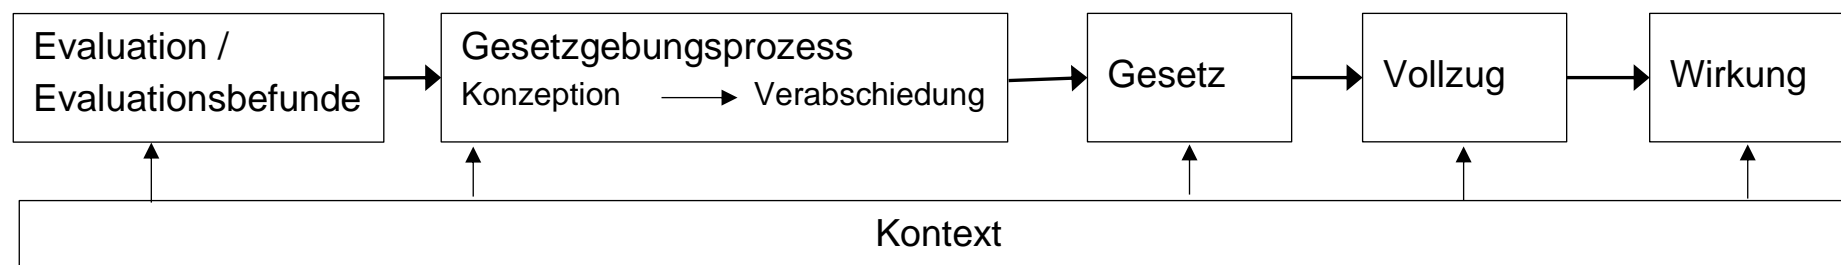 Evaluation /
Evaluationsbefunde
Gesetzgebungsprozess
Konzeption Verabschiedung
Gesetz
Vollzug
Wirkung
Kontext